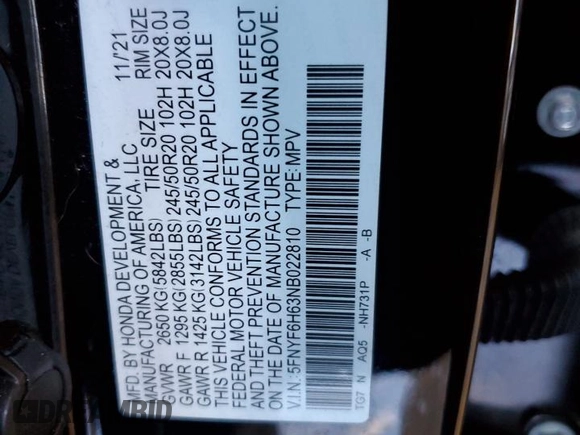 MFD. BY HONDA DEVELOPMENT & 11/'21
MANUFACTURING OF AMERICA, LLC
TIRE SIZE RIM SIZE
GVWR 2650 KG(5842LBS)
GAWR F 1295 KG(2855LBS) 245/50R20 102H 20X8.0J
GAWR R 1425 KG(3142LBS) 245/50R20 102H 20X8.0J
THIS VEHICLE CONFORMS TO ALL APPLICABLE
FEDERAL MOTOR VEHICLE SAFETY
AND THEFT PREVENTION STANDARDS IN EFFECT
ON THE DATE OF MANUFACTURE SHOWN ABOVE.
V.I.N.:5FNYF6H63NB022810 TYPE: MPV
TG7 N AQ5 -NH731P -A -B
DREAMBID